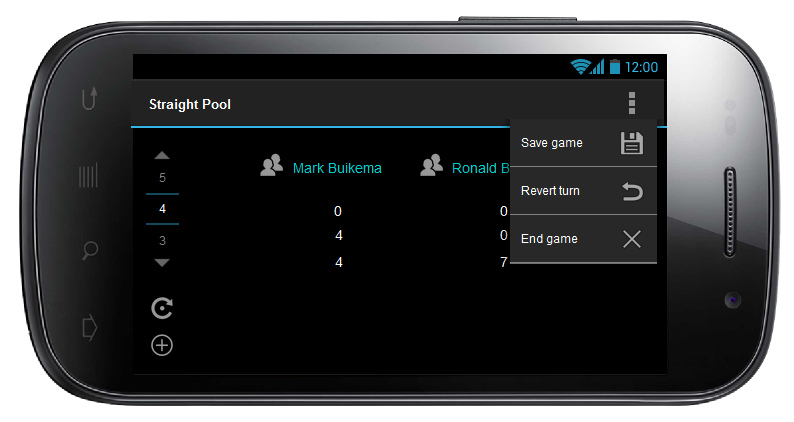 12:00
Straight Pool
Save game
5
Mark Buikema
Ronald B
4
Revert turn
0 0
3
4 0
End game
4 7